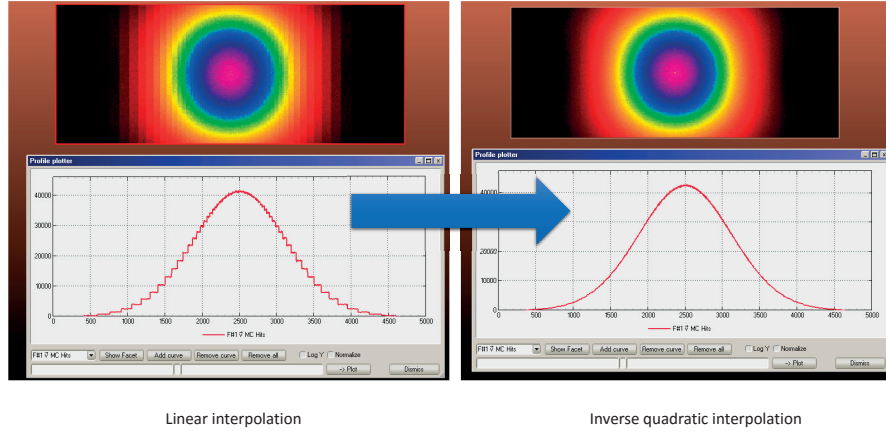 Profile plotter
40000
30000
20000
10000
0
0 500 1000 1500 2000 2500 3000 3500 4000 4500 5000
F#1 ∇ MC Hits
F#1 ∇ MC Hits Show Facet Add curve Remove curve Remove all Log Y Normalize
-> Plot Dismiss
Linear interpolation
Profile plotter
40000
30000
20000
10000
0
0 500 1000 1500 2000 2500 3000 3500 4000 4500 5000
F#1 ∇ MC Hits
F#1 ∇ MC Hits Show Facet Add curve Remove curve Remove all Log Y Normalize
-> Plot Dismiss
Inverse quadratic interpolation